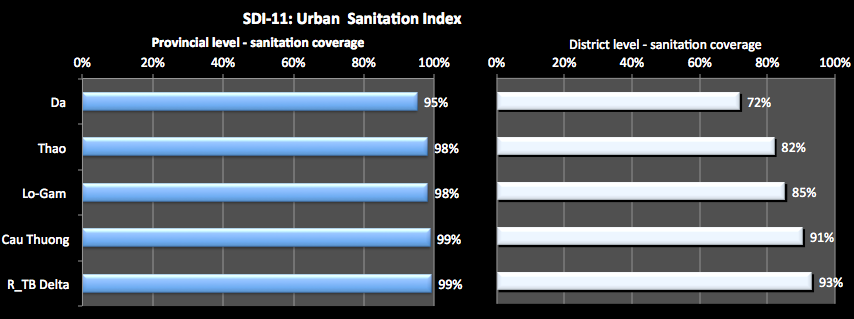 SDI-11: Urban Sanitation Index
Provincial level - sanitation coverage
0% 20% 40% 60% 80% 100%
Da 95%
Thao 98%
Lo-Gam 98%
Cau Thuong 99%
R_TB Delta 99%
District level - sanitation coverage
0% 20% 40% 60% 80% 100%
72%
82%
85%
91%
93%